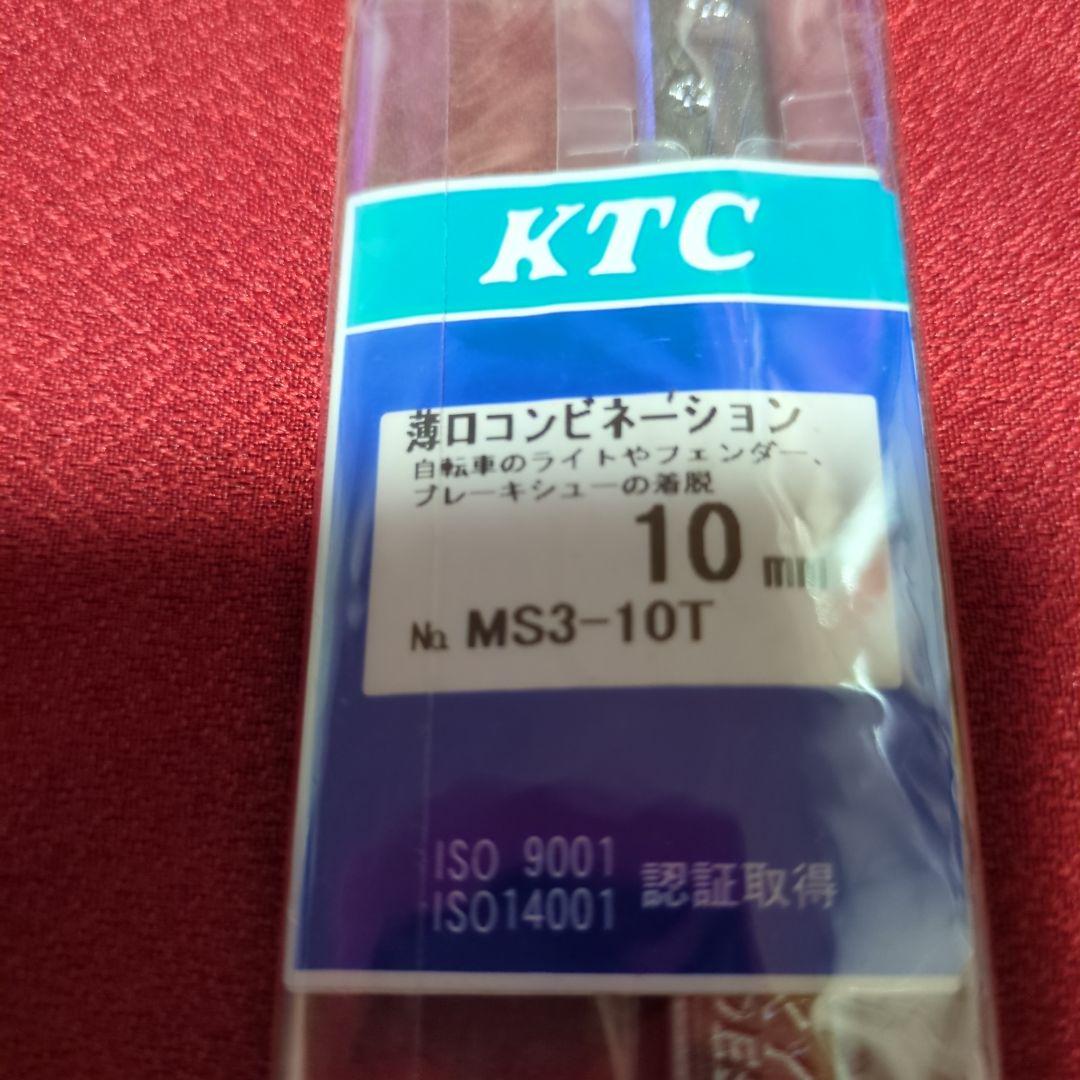 KTC
薄口コンビネーション
自転車のライトやフェンダー、
ブレーキシューの着脱
10 mm
No. MS3-10T
ISO 9001
ISO14001 認証取得